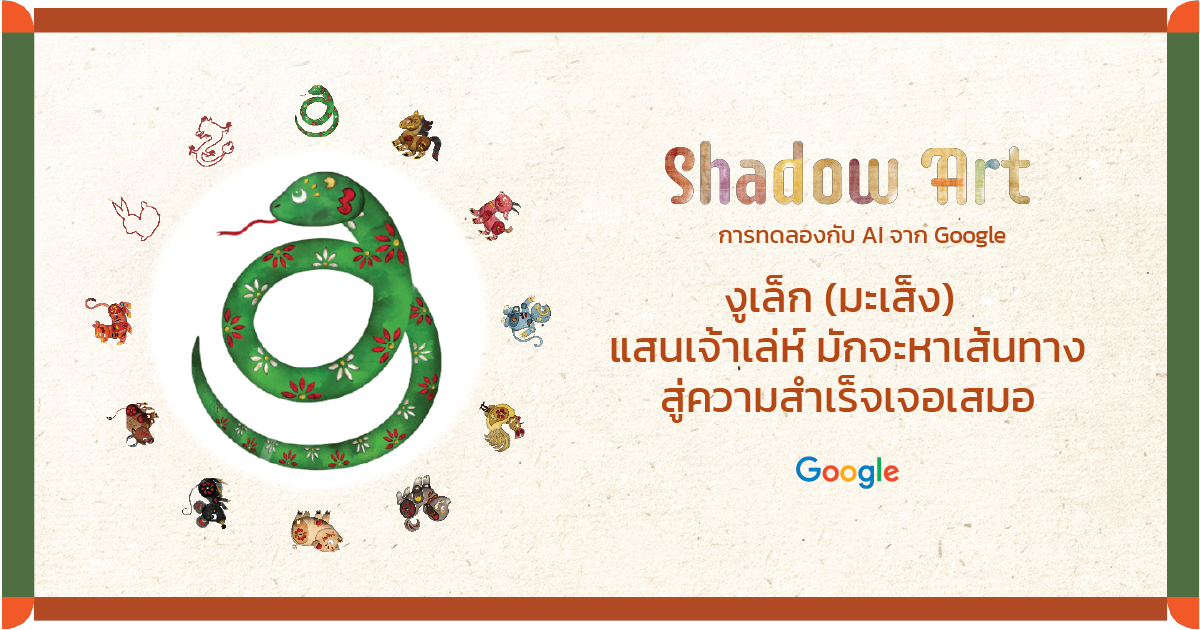 Shadow Art
การทดลองกับ AI จาก Google
งูเล็ก (มะเส็ง)
แสนเจ้าเล่ห์ มักจะหาเส้นทาง
สู่ความสำเร็จเจอเสมอ
Google